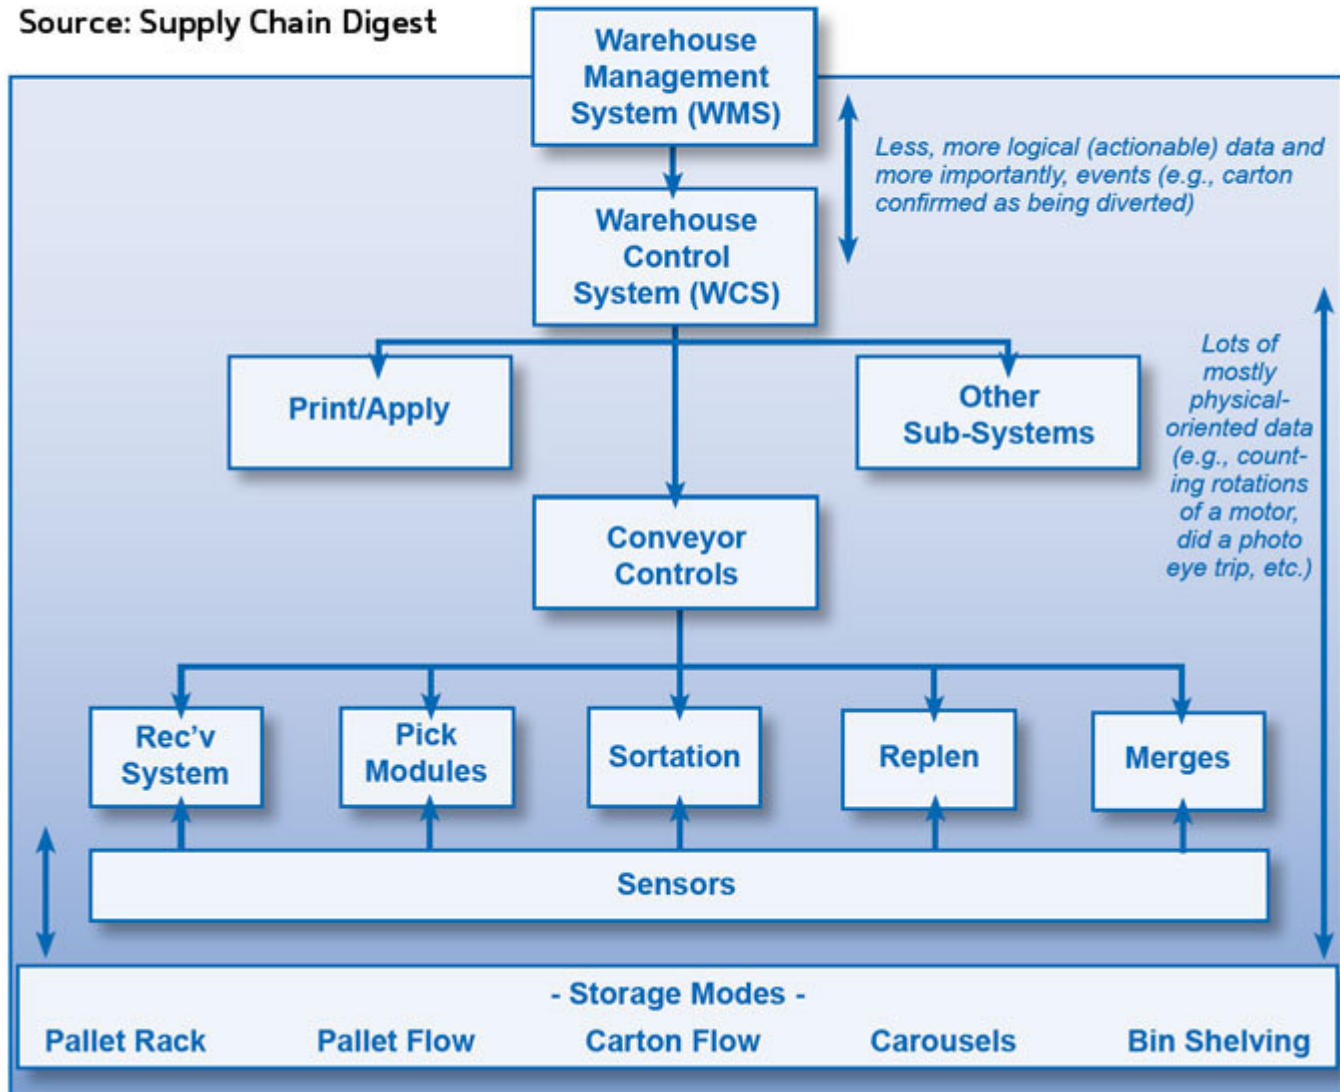 Source: Supply Chain Digest
Warehouse
Management
System (WMS)
Less, more logical (actionable) data and
more importantly, events (e.g., carton
confirmed as being diverted)
Warehouse
Control
System (WCS)
Print/Apply
Other
Sub-Systems
Lots of
mostly
physical-
oriented data
(e.g., count-
ing rotations
of a motor,
did a photo
eye trip, etc.)
Conveyor
Controls
Rec’v
System
Pick
Modules
Sortation
Replen
Merges
Sensors
- Storage Modes -
Pallet Rack Pallet Flow Carton Flow Carousels Bin Shelving